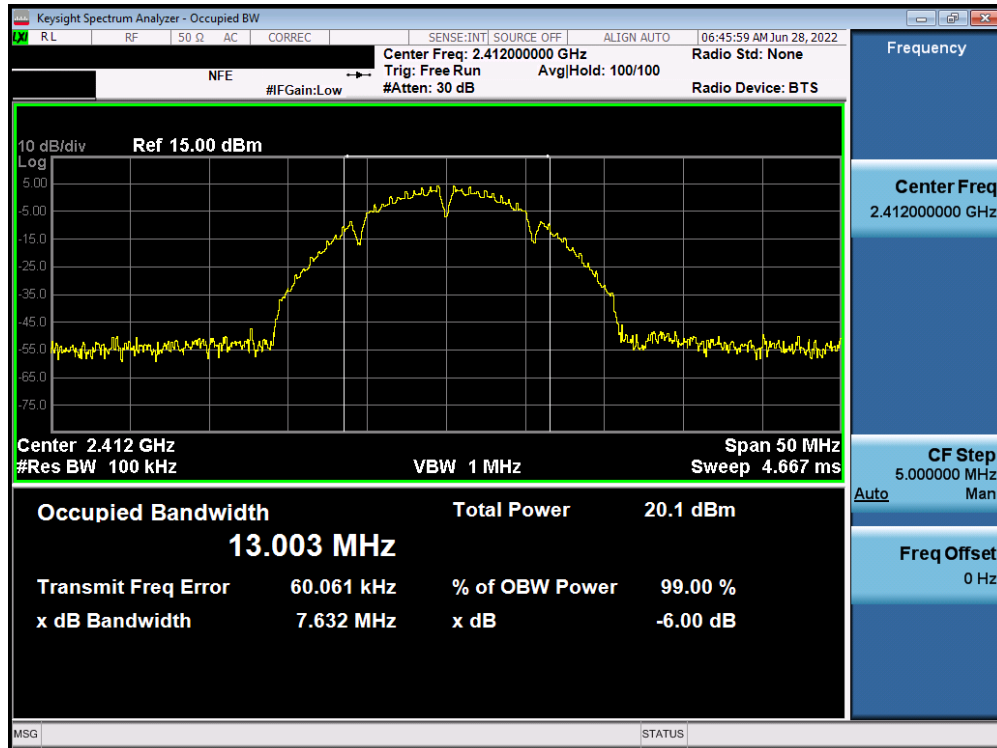 Keysight Spectrum Analyzer - Occupied BW
LXI RL RF 50 Ω AC CORREC SENSE:INT SOURCE OFF ALIGN AUTO 06:45:59 AM Jun 28, 2022
Center Freq: 2.412000000 GHz Radio Std: None
NFE Trig: Free Run Avg|Hold: 100/100
#IFGain:Low #Atten: 30 dB Radio Device: BTS
10 dB/div Ref 15.00 dBm
Log
5.00
-5.00
-15.0
-25.0
-35.0
-45.0
-55.0
-65.0
-75.0
Center 2.412 GHz Span 50 MHz
#Res BW 100 kHz VBW 1 MHz Sweep 4.667 ms
Occupied Bandwidth Total Power 20.1 dBm
13.003 MHz
Transmit Freq Error 60.061 kHz % of OBW Power 99.00 %
x dB Bandwidth 7.632 MHz x dB -6.00 dB
MSG STATUS
Frequency
Center Freq
2.412000000 GHz
CF Step
5.000000 MHz
Auto Man
Freq Offset
0 Hz